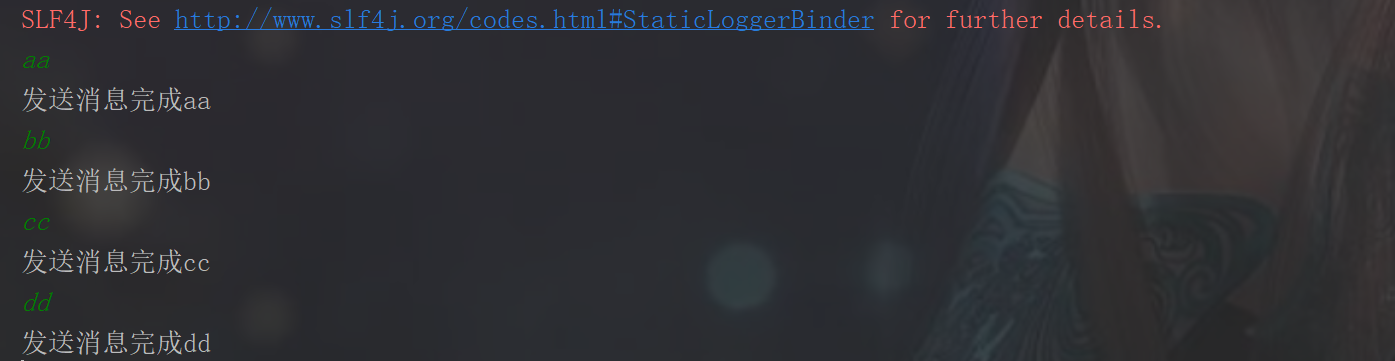 SLF4J: See http://www.slf4j.org/codes.html#StaticLoggerBinder for further details.
aa
发送消息完成aa
bb
发送消息完成bb
cc
发送消息完成cc
dd
发送消息完成dd